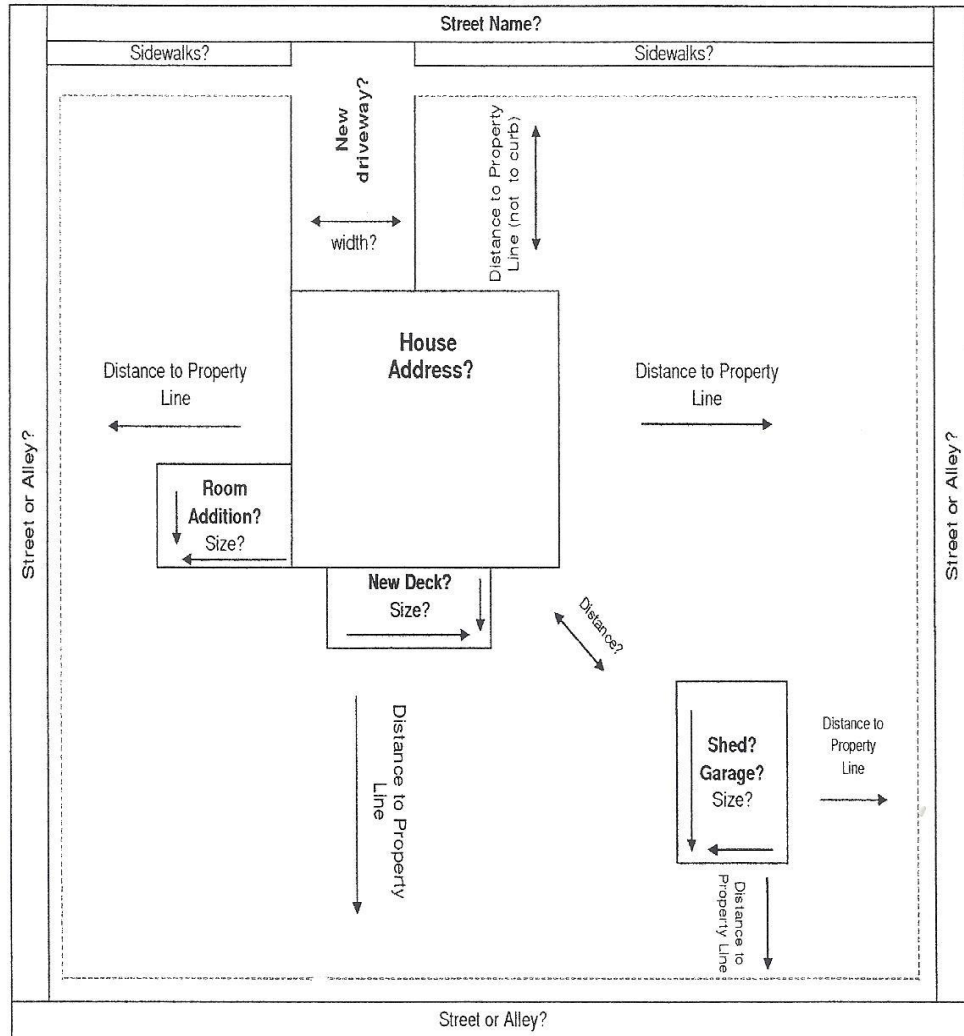 Street Name?
Sidewalks?
Sidewalks?
New
driveway?
width?
Distance to Property
Line (not to curb)
House
Address?
Distance to Property
Line
Distance to Property
Line
Street or Alley?
Street or Alley?
Room
Addition?
Size?
New Deck?
Size?
Distance?
Distance to Property
Line
Shed?
Garage?
Size?
Distance to
Property
Line
Distance to
Property Line
Street or Alley?